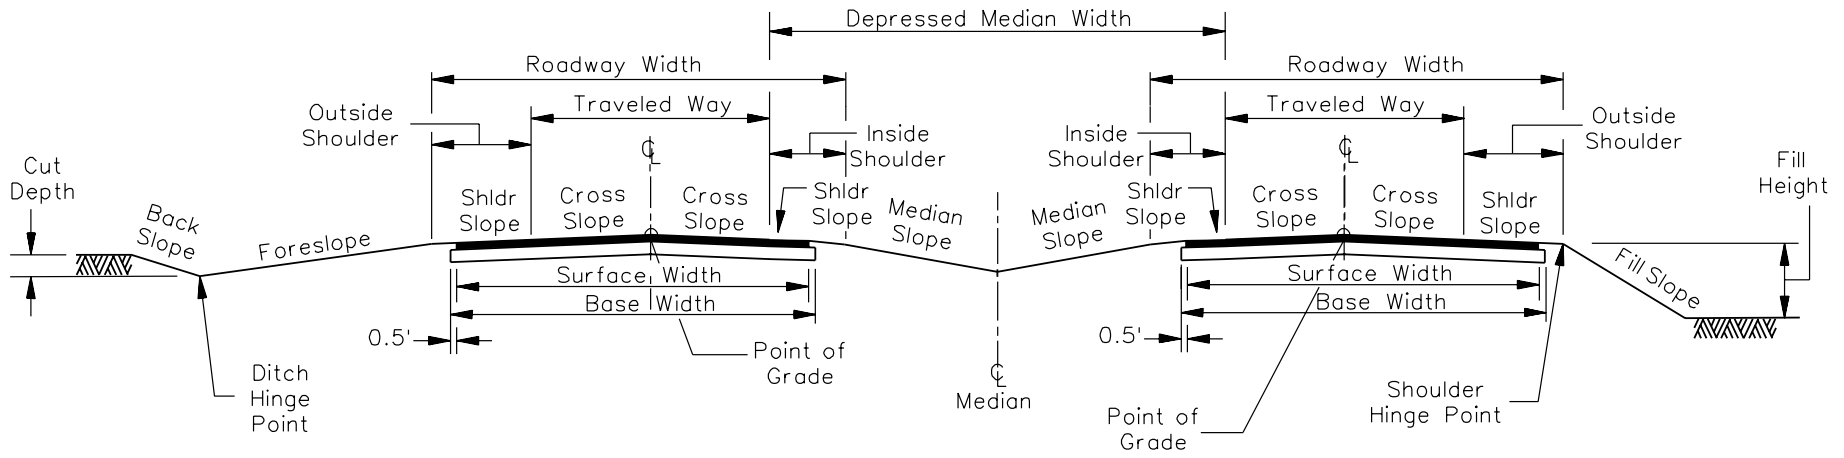 Depressed Median Width
Roadway Width
Roadway Width
Outside
Shoulder
Traveled Way
Inside
Shoulder
Inside
Shoulder
Traveled Way
Outside
Shoulder
Cut
Depth
Fill
Height
℄
℄
Back
Slope
Foreslope
Shldr
Slope
Cross
Slope
Cross
Slope
Shldr
Slope
Median
Slope
Median
Slope
Shldr
Slope
Cross
Slope
Cross
Slope
Shldr
Slope
Fill Slope
Surface Width
Base Width
Surface Width
Base Width
0.5'
0.5'
Point of
Grade
Ditch
Hinge
Point
℄
Median
Point of
Grade
Shoulder
Hinge Point